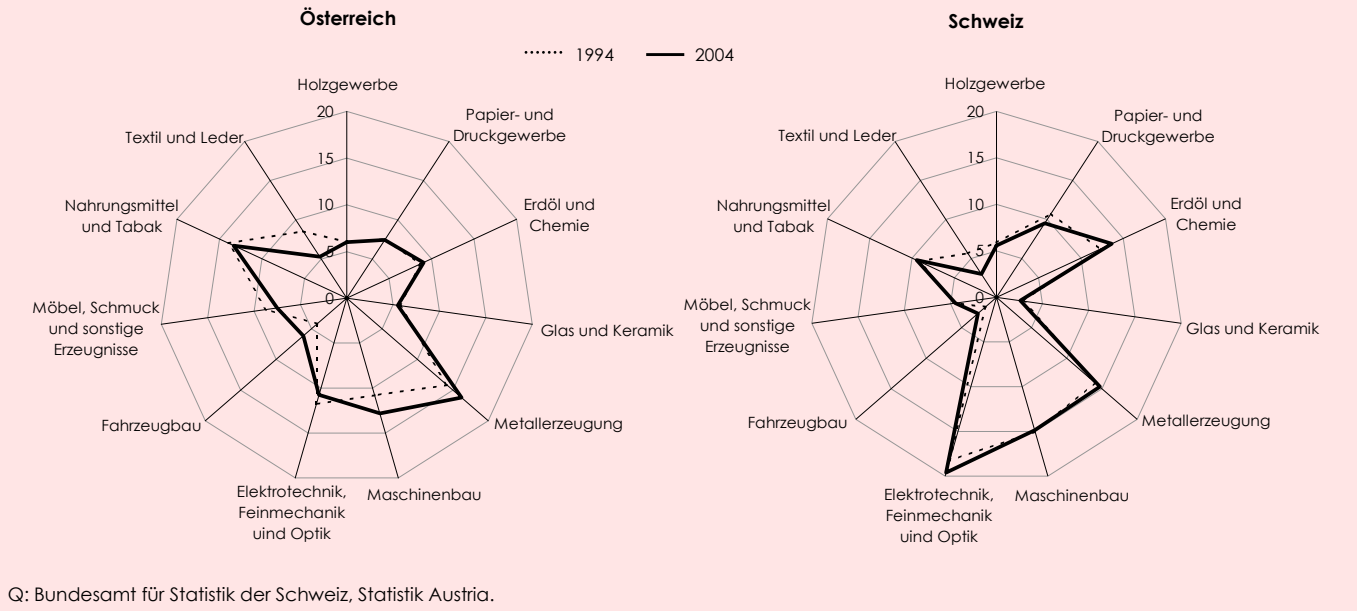 Österreich
Schweiz
1994
2004
Holzgewerbe
Papier- und
Druckgewerbe
Erdöl und
Chemie
Glas und Keramik
Metallerzeugung
Maschinenbau
Elektrotechnik,
Feinmechanik
uind Optik
Fahrzeugbau
Möbel, Schmuck
und sonstige
Erzeugnisse
Nahrungsmittel
und Tabak
Textil und Leder
20
15
10
5
0
Holzgewerbe
Papier- und
Druckgewerbe
Erdöl und
Chemie
Glas und Keramik
Metallerzeugung
Maschinenbau
Elektrotechnik,
Feinmechanik
uind Optik
Fahrzeugbau
Möbel, Schmuck
und sonstige
Erzeugnisse
Nahrungsmittel
und Tabak
Textil und Leder
20
15
10
5
0
Q: Bundesamt für Statistik der Schweiz, Statistik Austria.